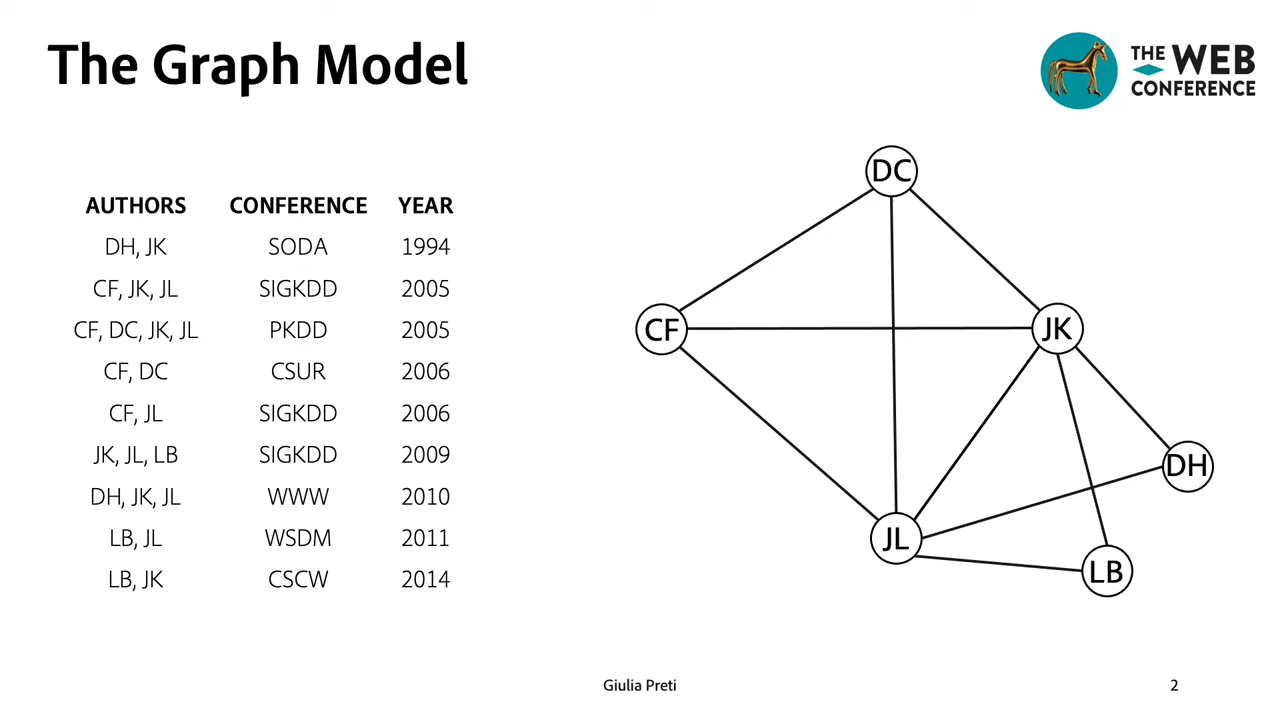 The Graph Model
THE WEB
CONFERENCE
AUTHORS CONFERENCE YEAR
DH, JK SODA 1994
CF, JK, JL SIGKDD 2005
CF, DC, JK, JL PKDD 2005
CF, DC CSUR 2006
CF, JL SIGKDD 2006
JK, JL, LB SIGKDD 2009
DH, JK, JL WWW 2010
LB, JL WSDM 2011
LB, JK CSCW 2014
DC
CF
JK
DH
JL
LB
Giulia Preti
2